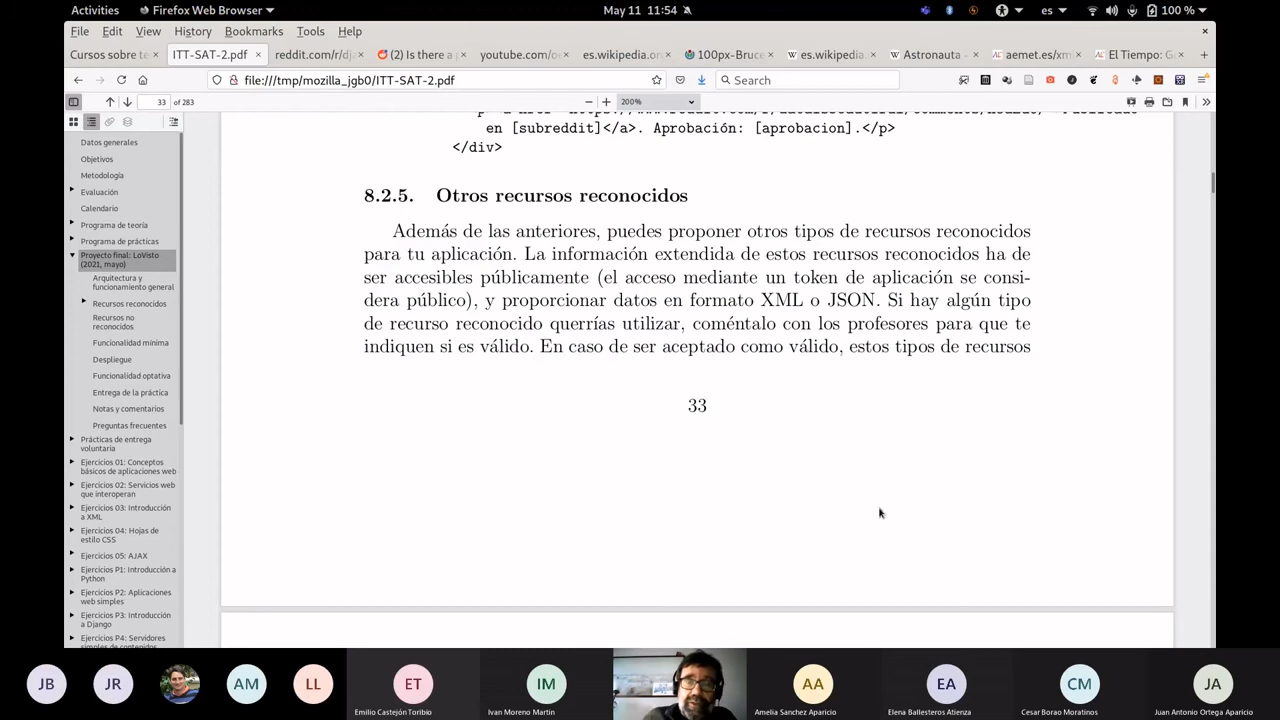 Activities
Firefox Web Browser
May 11 11:54
es
100 %
File Edit View History Bookmarks Tools Help
Cursos sobre te
ITT-SAT-2.pdf
reddit.com/r/d
(2) Is there a
youtube.com/
es.wikipedia.or
100px-Bruce
es.wikipedia.
Astronauta -
aemet.es/xm
El Tiempo: G
file:///tmp/mozilla_jgb0/ITT-SAT-2.pdf
Search
33 of 283
200%
Datos generales
Objetivos
Metodología
Evaluación
Calendario
Programa de teoría
Programa de prácticas
Proyecto final: LoVisto
(2021, mayo)
Arquitectura y
funcionamiento general
Recursos reconocidos
Recursos no
reconocidos
Funcionalidad mínima
Despliegue
Funcionalidad optativa
Entrega de la práctica
Notas y comentarios
Preguntas frecuentes
Prácticas de entrega
voluntaria
Ejercicios 01: Conceptos
básicos de aplicaciones web
Ejercicios 02: Servicios web
que interoperan
Ejercicios 03: Introducción
a XML
Ejercicios 04: Hojas de
estilo CSS
Ejercicios 05: AJAX
Ejercicios P1: Introducción a
Python
Ejercicios P2: Aplicaciones
web simples
Ejercicios P3: Introducción
a Django
Ejercicios P4: Servidores
simples de contenidos
en [subreddit]</a>. Aprobación: [aprobacion].</p>
</div>
8.2.5. Otros recursos reconocidos
Además de las anteriores, puedes proponer otros tipos de recursos reconocidos
para tu aplicación. La información extendida de estos recursos reconocidos ha de
ser accesibles públicamente (el acceso mediante un token de aplicación se consi-
dera público), y proporcionar datos en formato XML o JSON. Si hay algún tipo
de recurso reconocido querrías utilizar, coméntalo con los profesores para que te
indiquen si es válido. En caso de ser aceptado como válido, estos tipos de recursos
33
JB
JR
AM
LL
ET
IM
AA
EA
CM
JA
Emilio Castejón Toribio
Ivan Moreno Martin
Amelia Sanchez Aparicio
Elena Ballesteros Atienza
Cesar Borao Moratinos
Juan Antonio Ortega Aparicio